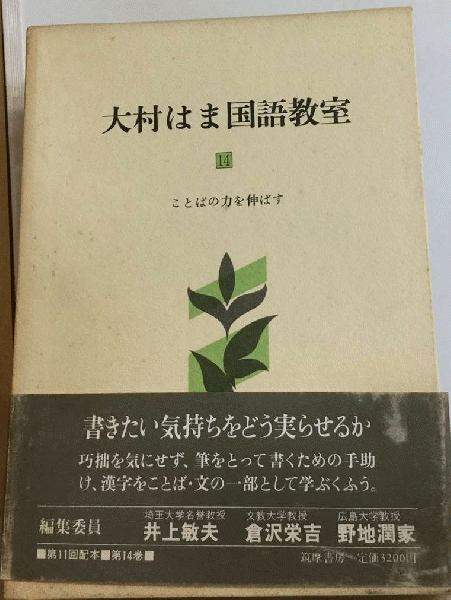 大村はま国語教室
14
ことばの力を伸ばす
書きたい気持ちをどう実らせるか
巧拙を気にせず、筆をとって書くための手助
け、漢字をことば・文の一部として学ぶくふう。
編集委員
埼玉大学名誉教授 文教大学教授 広島大学教授
井上敏夫 倉沢栄吉 野地潤家
■第11回配本■第14巻■
筑摩書房 定価3200円